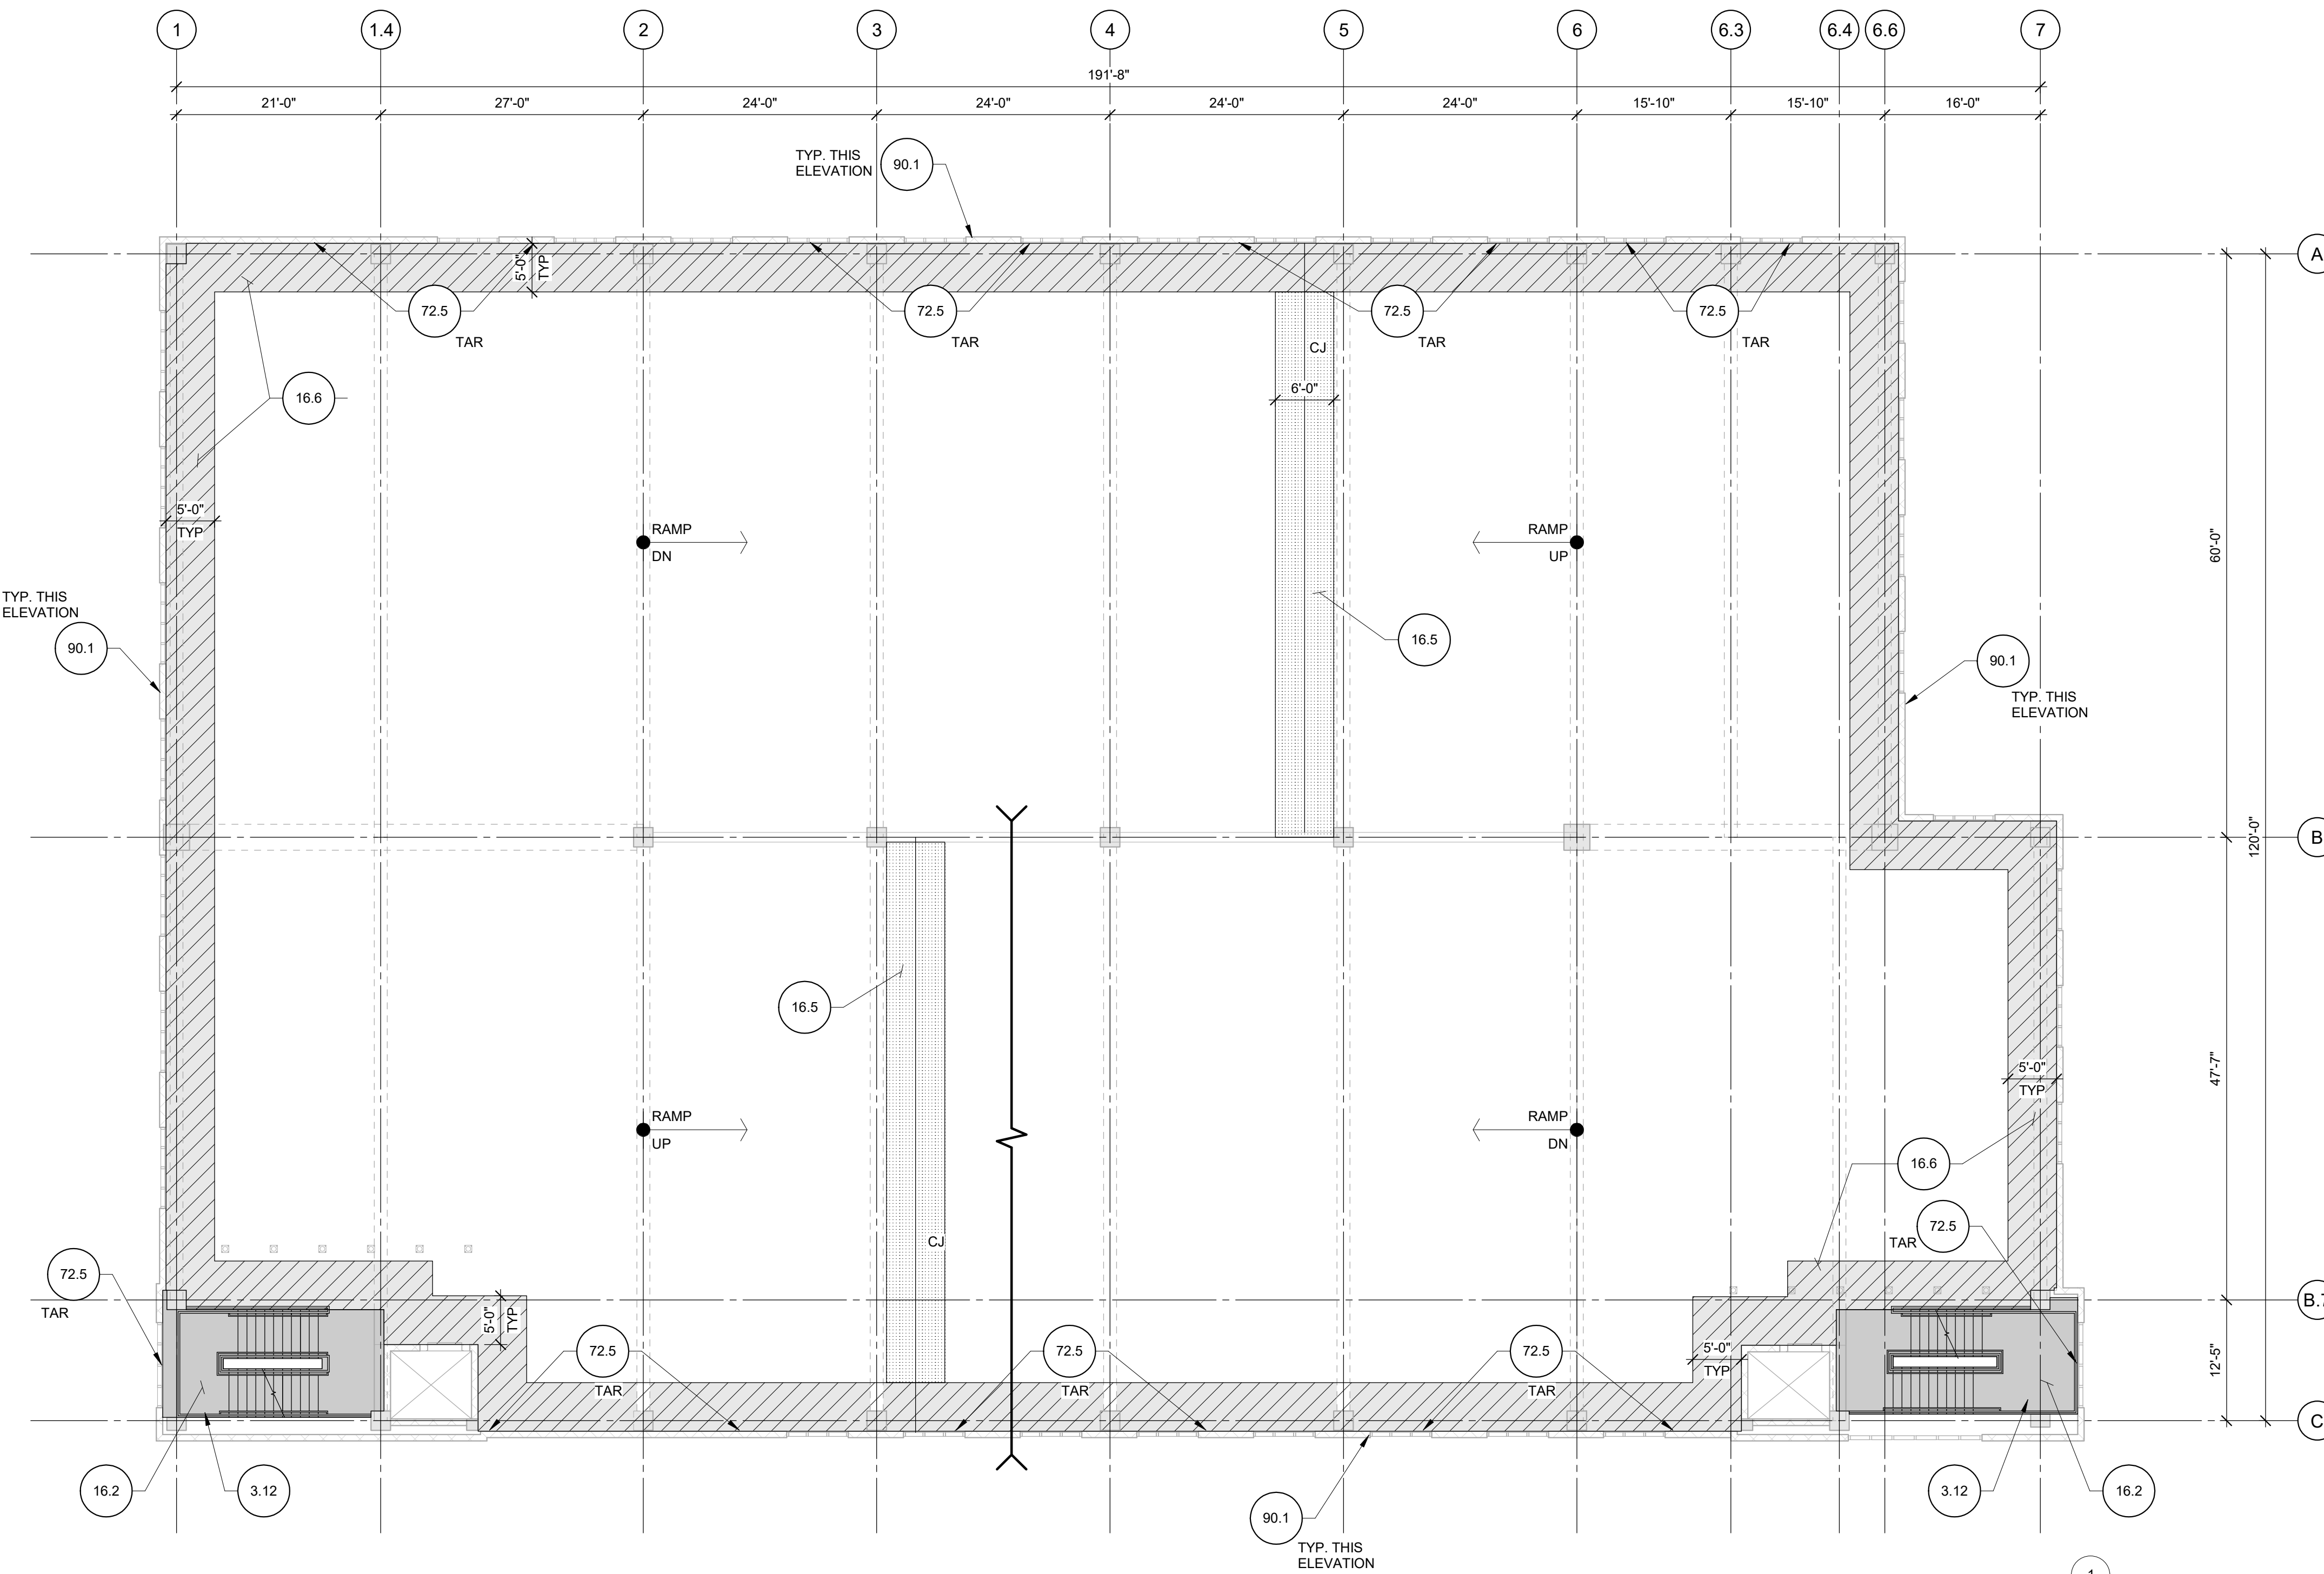 1 1.4 2 3 4 5 6 6.3 6.4 6.6 7
191'-8"
21'-0" 27'-0" 24'-0" 24'-0" 24'-0" 24'-0" 15'-10" 15'-10" 16'-0"
TYP. THIS
ELEVATION
90.1
A
5'-0"
TYP
72.5
TAR
72.5
TAR
72.5
TAR
72.5
TAR
CJ
6'-0"
16.6
5'-0"
TYP
RAMP
DN
RAMP
UP
60'-0"
TYP. THIS
ELEVATION
90.1
16.5
90.1
TYP. THIS
ELEVATION
B
120'-0"
16.5
RAMP
UP
RAMP
DN
5'-0"
TYP
47'-7"
16.6
72.5
TAR
CJ
72.5
TAR
5'-0"
TYP
72.5
TAR
72.5
TAR
72.5
TAR
5'-0"
TYP
12'-5"
C
16.2
3.12
90.1
TYP. THIS
ELEVATION
3.12
16.2